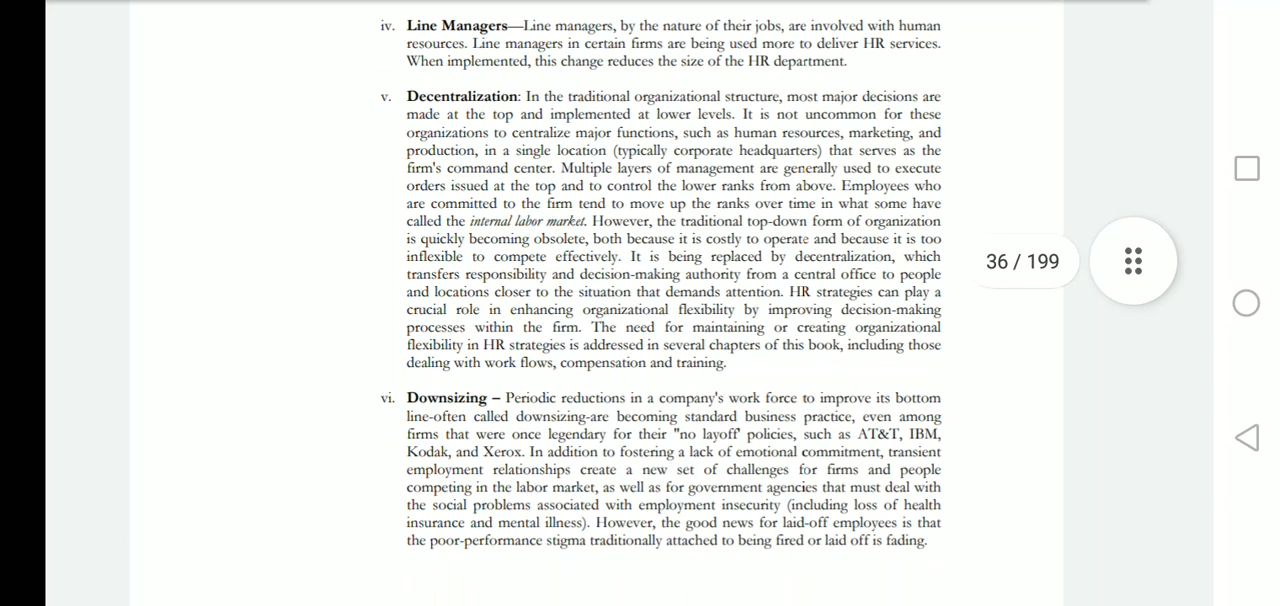 iv. Line Managers—Line managers, by the nature of their jobs, are involved with human
resources. Line managers in certain firms are being used more to deliver HR services.
When implemented, this change reduces the size of the HR department.
v. Decentralization: In the traditional organizational structure, most major decisions are
made at the top and implemented at lower levels. It is not uncommon for these
organizations to centralize major functions, such as human resources, marketing, and
production, in a single location (typically corporate headquarters) that serves as the
firm's command center. Multiple layers of management are generally used to execute
orders issued at the top and to control the lower ranks from above. Employees who
are committed to the firm tend to move up the ranks over time in what some have
called the internal labor market. However, the traditional top-down form of organization
is quickly becoming obsolete, both because it is costly to operate and because it is too
inflexible to compete effectively. It is being replaced by decentralization, which
transfers responsibility and decision-making authority from a central office to people
and locations closer to the situation that demands attention. HR strategies can play a
crucial role in enhancing organizational flexibility by improving decision-making
processes within the firm. The need for maintaining or creating organizational
flexibility in HR strategies is addressed in several chapters of this book, including those
dealing with work flows, compensation and training.
36 / 199
vi. Downsizing – Periodic reductions in a company's work force to improve its bottom
line-often called downsizing-are becoming standard business practice, even among
firms that were once legendary for their "no layoff' policies, such as AT&T, IBM,
Kodak, and Xerox. In addition to fostering a lack of emotional commitment, transient
employment relationships create a new set of challenges for firms and people
competing in the labor market, as well as for government agencies that must deal with
the social problems associated with employment insecurity (including loss of health
insurance and mental illness). However, the good news for laid-off employees is that
the poor-performance stigma traditionally attached to being fired or laid off is fading.